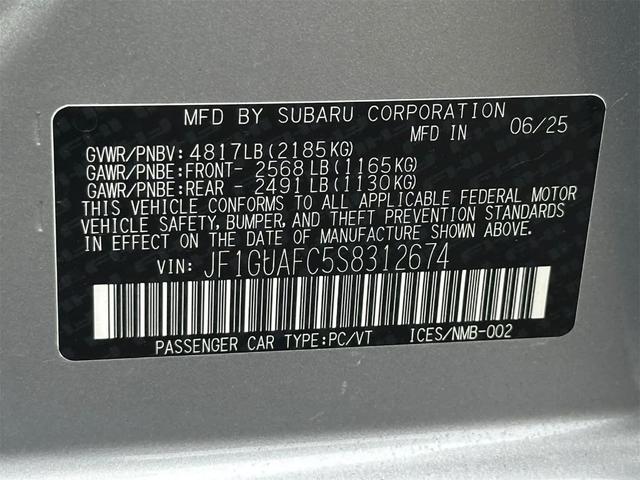 MFD BY SUBARU CORPORATION
MFD IN 06/25
GVWR/PNBV: 4817LB (2185KG)
GAWR/PNBE:FRONT- 2568 LB (1165KG)
GAWR/PNBE:REAR - 2491 LB (1130KG)
THIS VEHICLE CONFORMS TO ALL APPLICABLE FEDERAL MOTOR
VEHICLE SAFETY, BUMPER, AND THEFT PREVENTION STANDARDS
IN EFFECT ON THE DATE OF MANUFACTURE SHOWN ABOVE.
VIN: JF1GUAFC5S8312674
PASSENGER CAR TYPE:PC/VT ICES/NMB-002